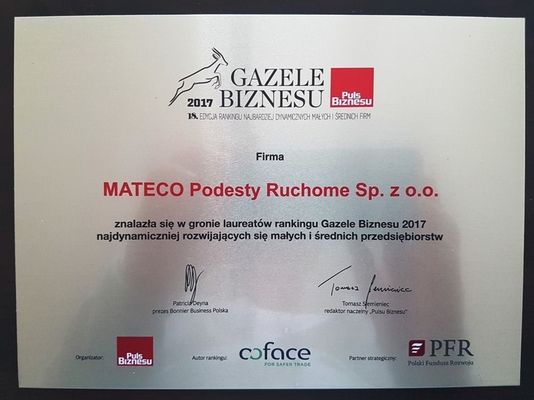 GAZELE
2017 BIZNESU
Puls
Biznesu
18. EDYCJA RANKINGU NAJBARDZIEJ DYNAMICZNYCH MAŁYCH I ŚREDNICH FIRM
Firma
MATECO Podesty Ruchome Sp. z o.o.
znalazła się w gronie laureatów rankingu Gazele Biznesu 2017
najdynamiczniej rozwijających się małych i średnich przedsiębiorstw
Tomasz Siemieniec
Patricia Deyna
prezes Bonnier Business Polska
Tomasz Siemieniec
redaktor naczelny „Pulsu Biznesu"
Organizator:
Puls
Biznesu
Autor rankingu:
coface
FOR SAFER TRADE
Partner strategiczny:
PFR
Polski Fundusz Rozwoju